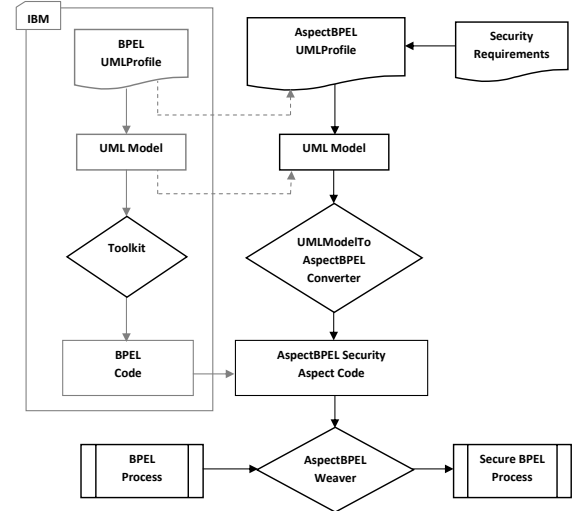 IBM
BPEL
UMLProfile
AspectBPEL
UMLProfile
Security
Requirements
UML Model
UML Model
Toolkit
UMLModelTo
AspectBPEL
Converter
BPEL
Code
AspectBPEL Security
Aspect Code
BPEL
Process
AspectBPEL
Weaver
Secure BPEL
Process